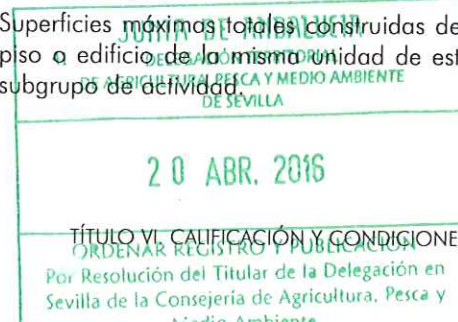 Superficies máximas totales construidas de
JUNTA DE ANDALUCIA
piso o edificio de la misma unidad de est
DELEGACIÓN TERRITORIAL
subgrupo de actividad.
DE AGRICULTURA, PESCA Y MEDIO AMBIENTE
DE SEVILLA
20 ABR. 2016
TÍTULO VI. CALIFICACIÓN Y CONDICIONE
ORDENAR REGISTRO Y PUBLICACIÓN
Por Resolución del Titular de la Delegación en
Sevilla de la Consejería de Agricultura, Pesca y
Medio Ambiente